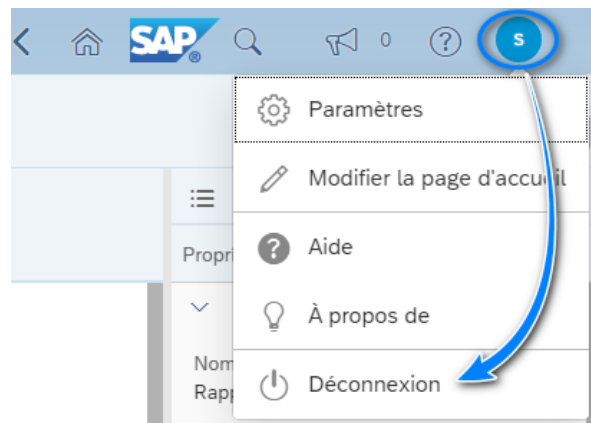 SAP®
0
?
S
Paramètres
Modifier la page d'accueil
Propri
?
Aide
À propos de
Nom
Rapp
Déconnexion